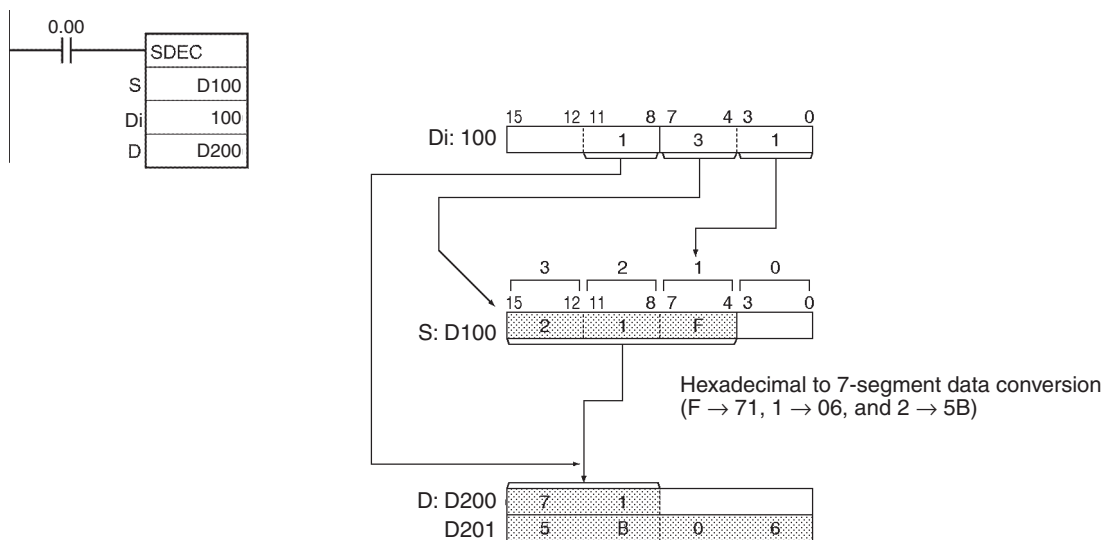 0.00
SDEC
S D100
Di 100
D D200
15 12 11 8 7 4 3 0
Di: 100 1 3 1
3 2 1 0
15 12 11 8 7 4 3 0
S: D100 2 1 F
Hexadecimal to 7-segment data conversion
(F → 71, 1 → 06, and 2 → 5B)
D: D200 7 1
D201 5 B 0 6